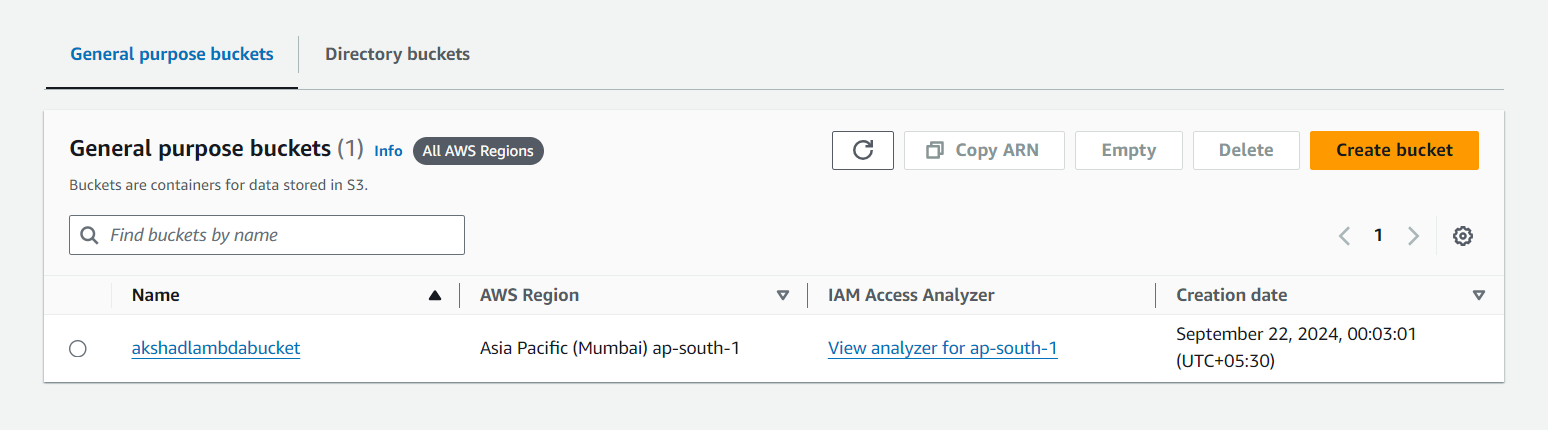 General purpose buckets
Directory buckets
General purpose buckets (1) Info All AWS Regions
Copy ARN
Empty
Delete
Create bucket
Buckets are containers for data stored in S3.
Find buckets by name
1
Name
AWS Region
IAM Access Analyzer
Creation date
akshadlambdabucket
Asia Pacific (Mumbai) ap-south-1
View analyzer for ap-south-1
September 22, 2024, 00:03:01
(UTC+05:30)